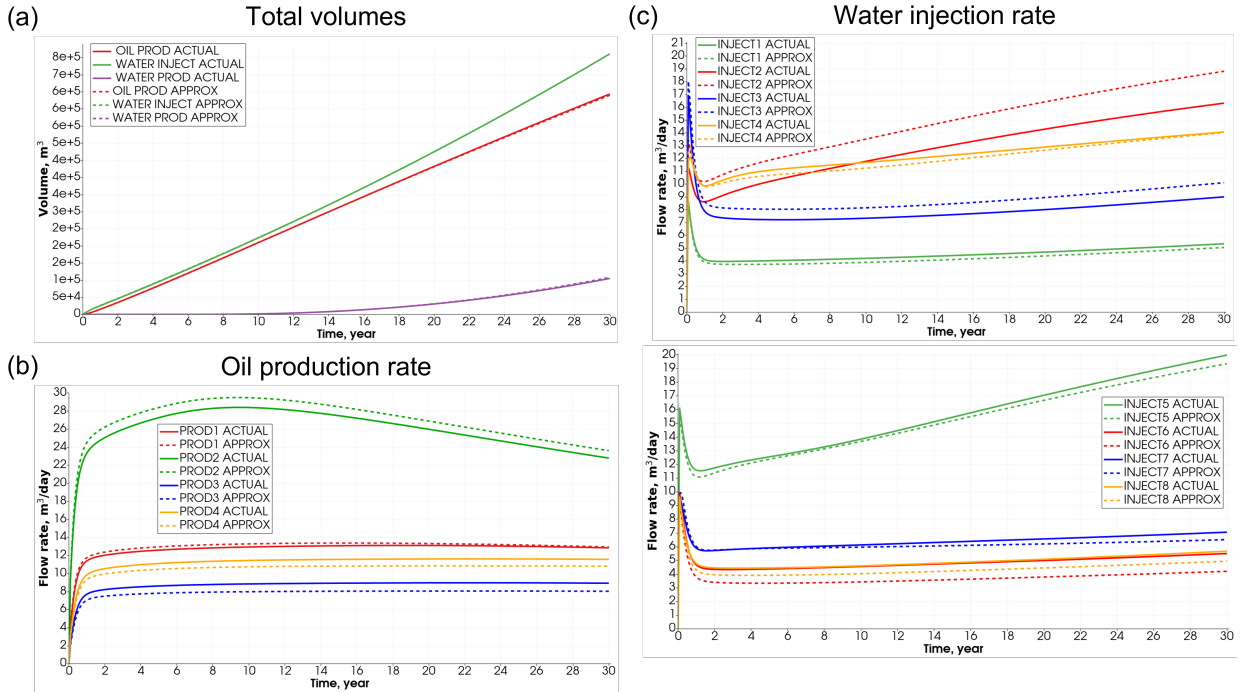 (a)
Total volumes
8e+5
8e+5
7e+5
6e+5
6e+5
5e+5
4e+5
4e+5
4e+5
3e+5
2e+5
2e+5
2e+5
1e+5
5e+4
0
Volume, m³
OIL PROD ACTUAL
WATER INJECT ACTUAL
WATER PROD ACTUAL
OIL PROD APPROX
WATER INJECT APPROX
WATER PROD APPROX
0 2 4 6 8 10 12 14 16 18 20 22 24 26 28 30
Time, year
(b)
Oil production rate
30
28
26
24
22
20
18
16
14
12
10
8
6
4
2
0
Flow rate, m³/day
PROD1 ACTUAL
PROD1 APPROX
PROD2 ACTUAL
PROD2 APPROX
PROD3 ACTUAL
PROD3 APPROX
PROD4 ACTUAL
PROD4 APPROX
0 2 4 6 8 10 12 14 16 18 20 22 24 26 28 30
Time, year
(c)
Water injection rate
21
20
19
18
17
16
15
14
13
12
11
10
9
8
7
6
5
4
3
2
1
0
Flow rate, m³/day
INJECT1 ACTUAL
INJECT1 APPROX
INJECT2 ACTUAL
INJECT2 APPROX
INJECT3 ACTUAL
INJECT3 APPROX
INJECT4 ACTUAL
INJECT4 APPROX
0 2 4 6 8 10 12 14 16 18 20 22 24 26 28 30
Time, year
20
19
18
17
16
15
14
13
12
11
10
9
8
7
6
5
4
3
2
1
0
Flow rate, m³/day
INJECT5 ACTUAL
INJECT5 APPROX
INJECT6 ACTUAL
INJECT6 APPROX
INJECT7 ACTUAL
INJECT7 APPROX
INJECT8 ACTUAL
INJECT8 APPROX
0 2 4 6 8 10 12 14 16 18 20 22 24 26 28 30
Time, year